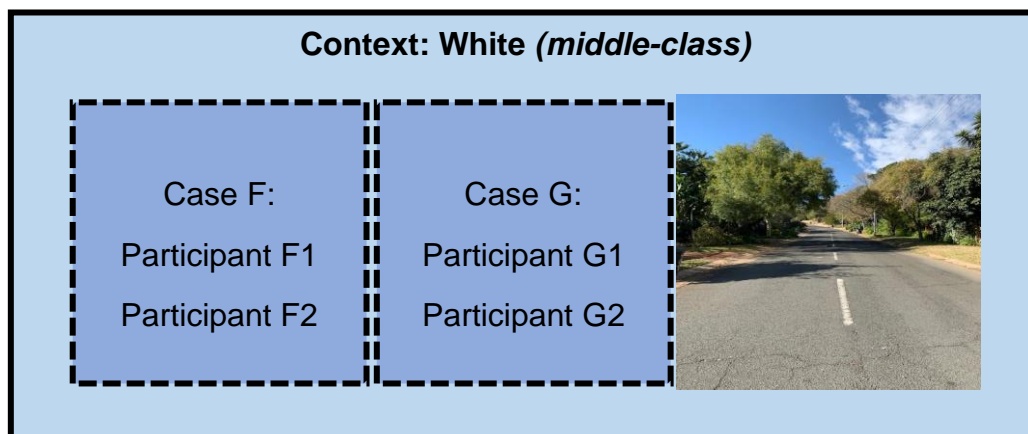 Context: White (middle-class)
Case F:
Participant F1
Participant F2
Case G:
Participant G1
Participant G2